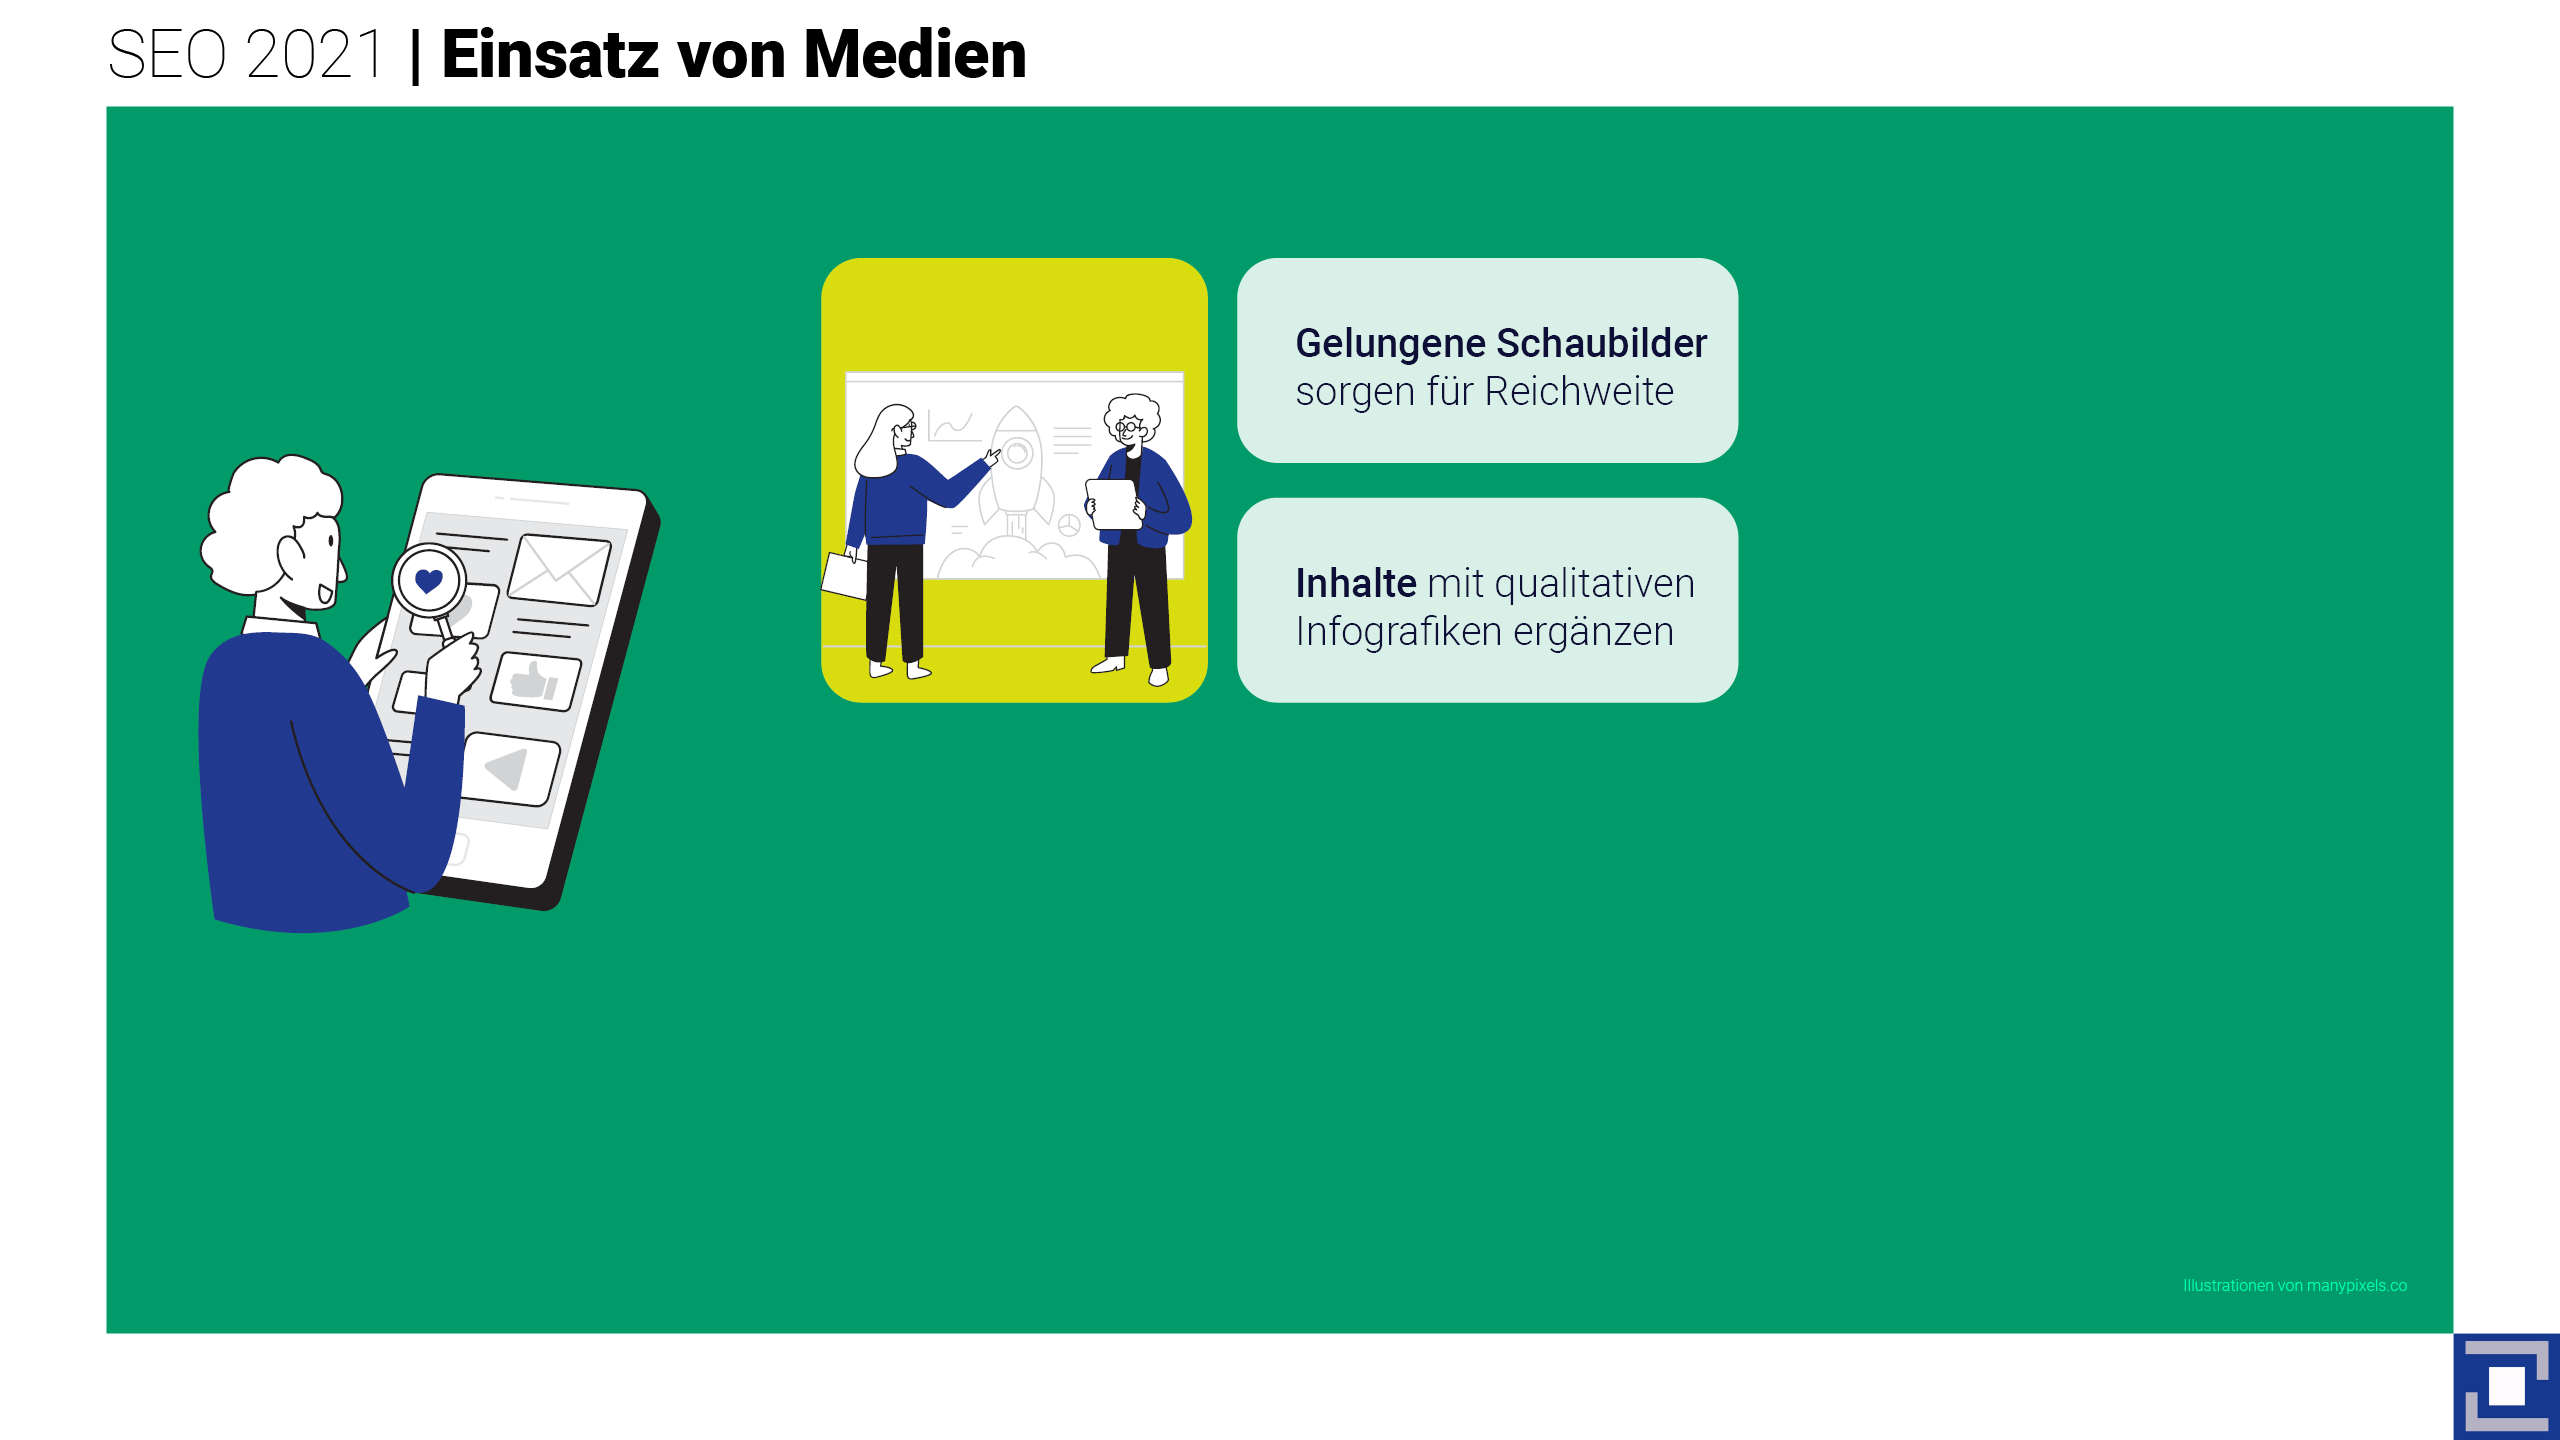 SEO 2021 | Einsatz von Medien
Gelungene Schaubilder
sorgen für Reichweite
Inhalte mit qualitativen
Infografiken ergänzen
Illustrationen von manypixels.co